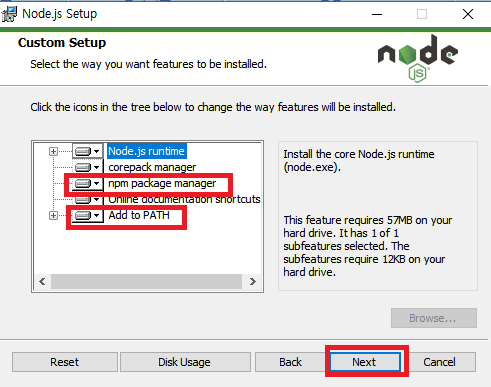 Node.js Setup
Custom Setup
Select the way you want features to be installed.
node
JS
Click the icons in the tree below to change the way features will be installed.
Node.js runtime
corepack manager
npm package manager
Online documentation shortcuts
Add to PATH
Install the core Node.js runtime
(node.exe).
This feature requires 57MB on your
hard drive. It has 1 of 1
subfeatures selected. The
subfeatures require 12KB on your
hard drive.
Browse...
Reset
Disk Usage
Back
Next
Cancel